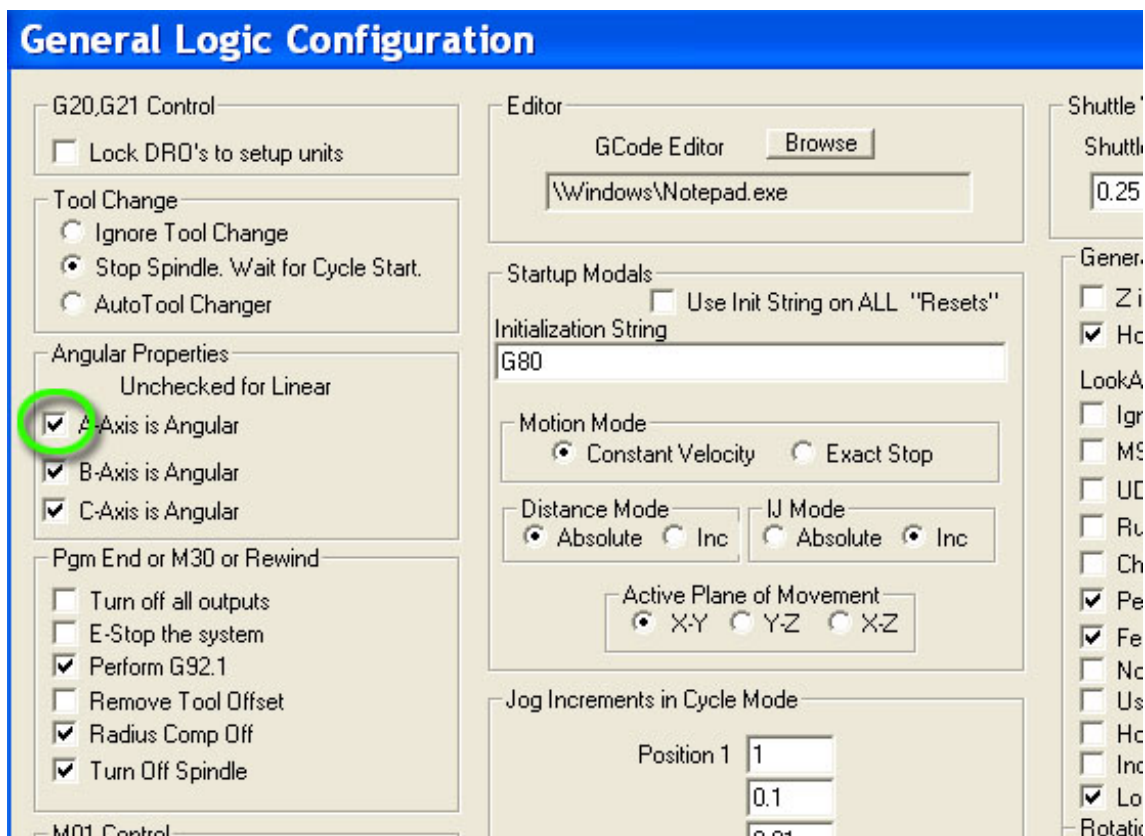 General Logic Configuration
G20,G21 Control
Lock DRO's to setup units
Tool Change
Ignore Tool Change
Stop Spindle. Wait for Cycle Start.
AutoTool Changer
Angular Properties
Unchecked for Linear
A-Axis is Angular
B-Axis is Angular
C-Axis is Angular
Pgm End or M30 or Rewind
Turn off all outputs
E-Stop the system
Perform G92.1
Remove Tool Offset
Radius Comp Off
Turn Off Spindle
M01 Control
Editor
GCode Editor
Browse
\Windows\Notepad.exe
Startup Modals
Use Init String on ALL "Resets"
Initialization String
G80
Motion Mode
Constant Velocity Exact Stop
Distance Mode
Absolute Inc
IJ Mode
Absolute Inc
Active Plane of Movement
X-Y Y-Z X-Z
Jog Increments in Cycle Mode
Position 1 1
0.1
Shuttle
0.25